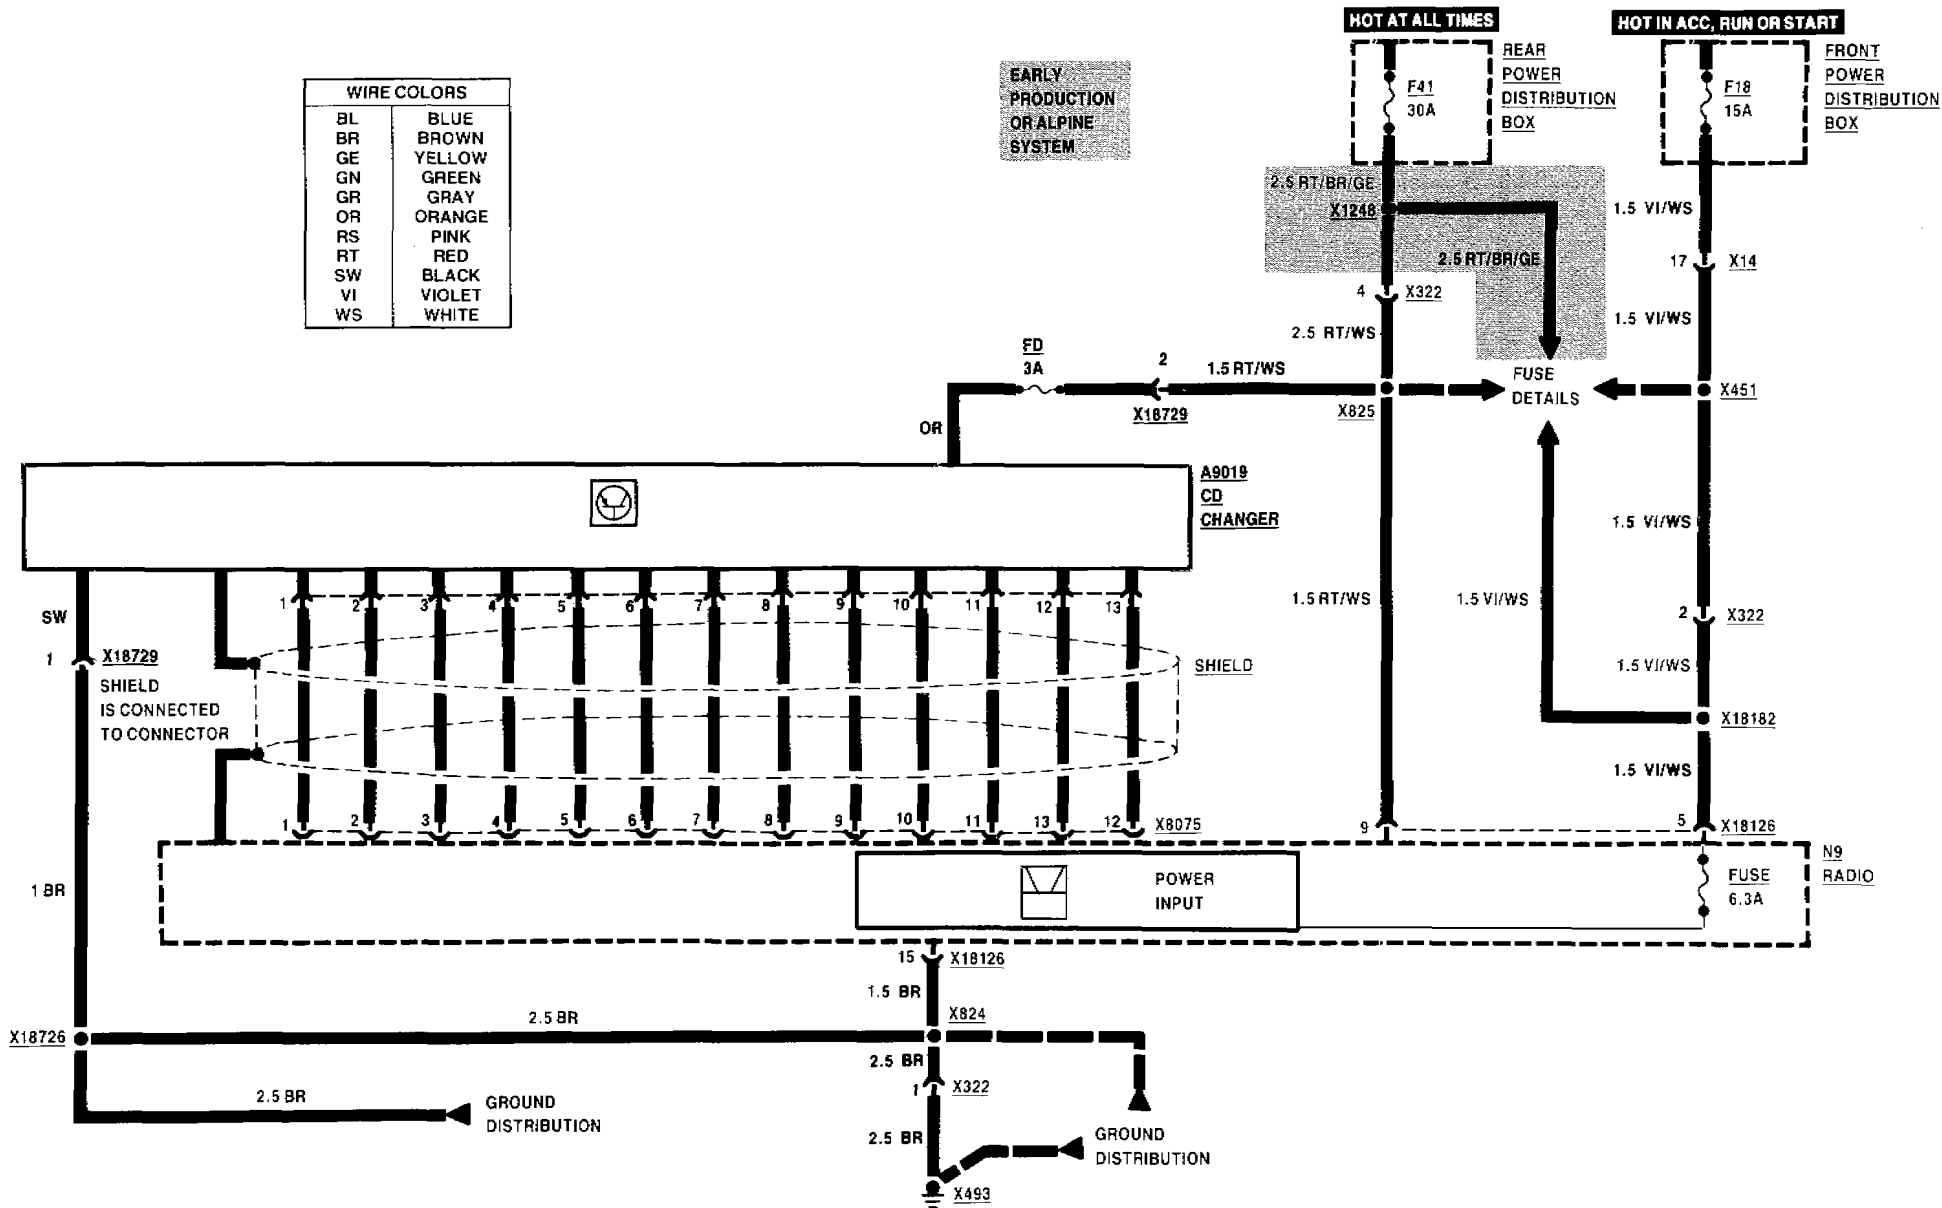 HOT AT ALL TIMES
HOT IN ACC, RUN OR START
REAR
POWER
DISTRIBUTION
BOX
F41
30A
FRONT
POWER
DISTRIBUTION
BOX
F18
15A
EARLY
PRODUCTION
OR ALPINE
SYSTEM
WIRE COLORS
BL BLUE
BR BROWN
GE YELLOW
GN GREEN
GR GRAY
OR ORANGE
RS PINK
RT RED
SW BLACK
VI VIOLET
WS WHITE
2.5 RT/BR/GE
X1248
2.5 RT/BR/GE
1.5 VI/WS
17 X14
4 X322
2.5 RT/WS
1.5 VI/WS
FD
3A
2
X18729
1.5 RT/WS
X825
FUSE
DETAILS
X451
OR
A9019
CD
CHANGER
1.5 VI/WS
1.5 RT/WS
1.5 VI/WS
2 X322
1.5 VI/WS
1 2 3 4 5 6 7 8 9 10 11 12 13
SW
1 X18729
SHIELD
IS CONNECTED
TO CONNECTOR
SHIELD
X18182
1.5 VI/WS
1 2 3 4 5 6 7 8 9 10 11 13 12 X8075
9
5 X18126
N9
RADIO
POWER
INPUT
FUSE
6.3A
1 BR
15 X18126
1.5 BR
X18726
2.5 BR
X824
2.5 BR
1 X322
2.5 BR
GROUND
DISTRIBUTION
2.5 BR
GROUND
DISTRIBUTION
X493